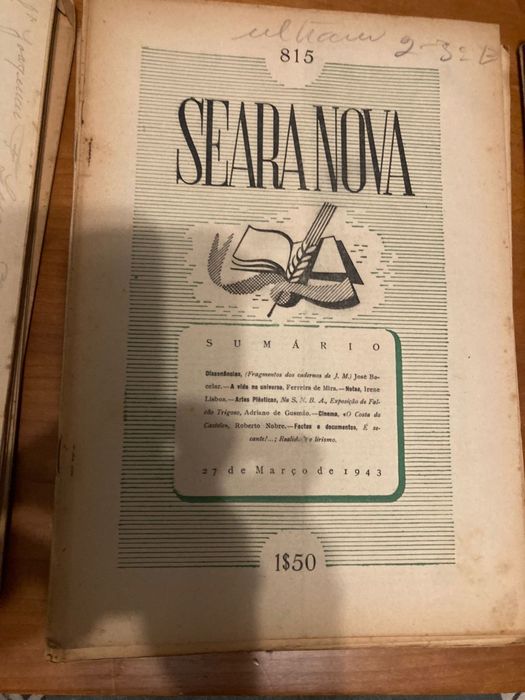 815
SEARA NOVA
SUMÁRIO
Dissonâncias, (Fragmentos dos cadernos de J. M.) José Ba-
celar.—A vida no universo, Ferreira de Mira.—Notas, Irene
Lisboa.—Artes Plásticas, Na S. N. B. A., Exposição de Fal-
cão Trigoso, Adriano de Gusmão.—Cinema, «O Costa do
Castelo», Roberto Nobre.—Factos e documentos, É se-
cante!...; Realidade e lirismo.
27 de Março de 1943
1$50